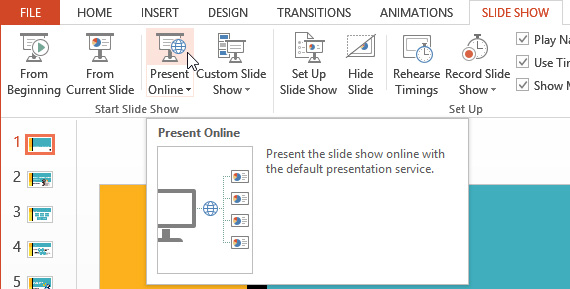 FILE HOME INSERT DESIGN TRANSITIONS ANIMATIONS SLIDE SHOW
From Beginning
From Current Slide
Present Online
Custom Slide Show
Set Up Slide Show
Hide Slide
Rehearse Timings
Record Slide Show
Play Na
Use Tim
Show M
Start Slide Show
Set Up
Present Online
Present the slide show online with
the default presentation service.
1
2
3
4
5